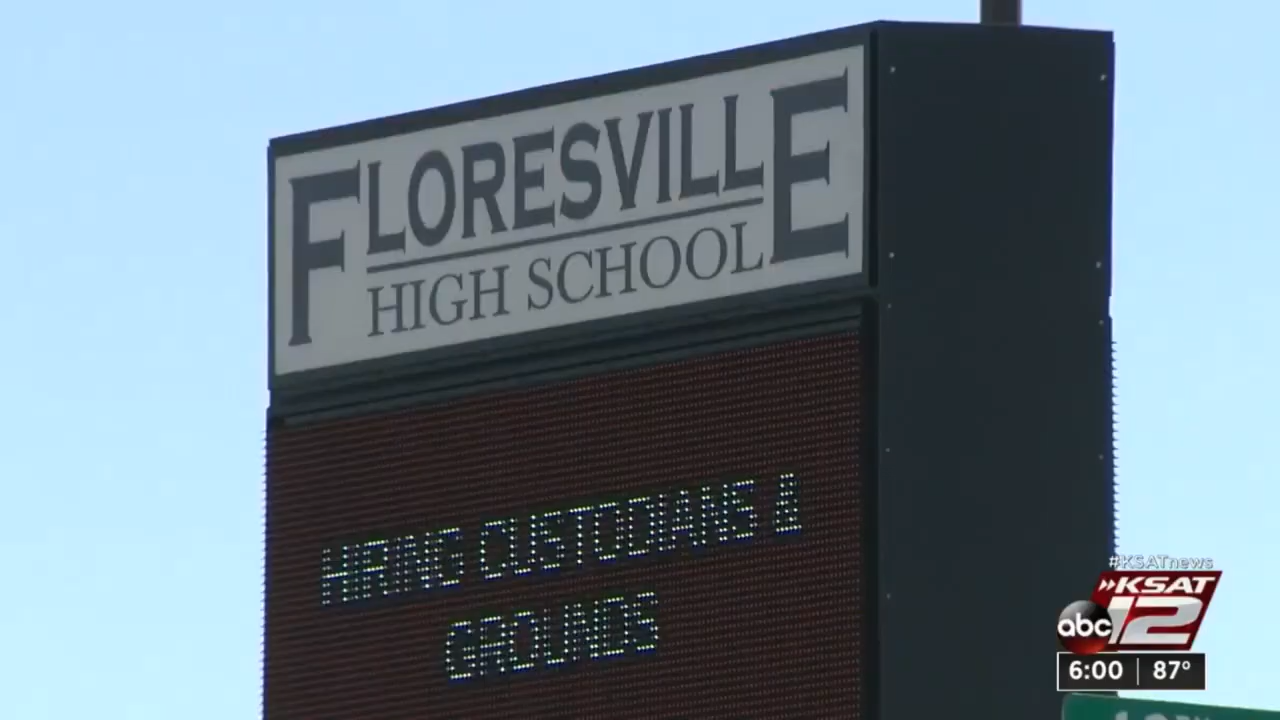 FLORESVILLE
HIGH SCHOOL
HIRING CUSTODIANS &
GROUNDS
#KSATnews
KSAT
abc 12
6:00 87°